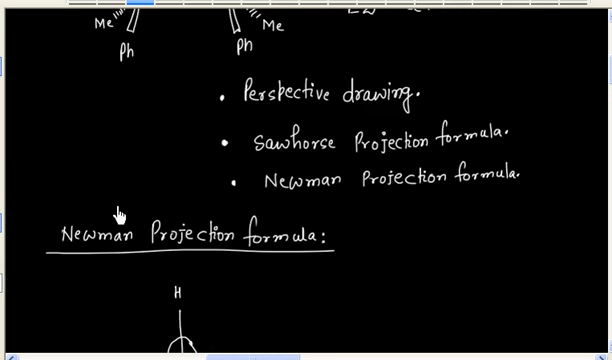 Me Me
Ph Ph
• Perspective drawing.
• Sawhorse Projection formula.
• Newman Projection formula.
Newman Projection formula:
H